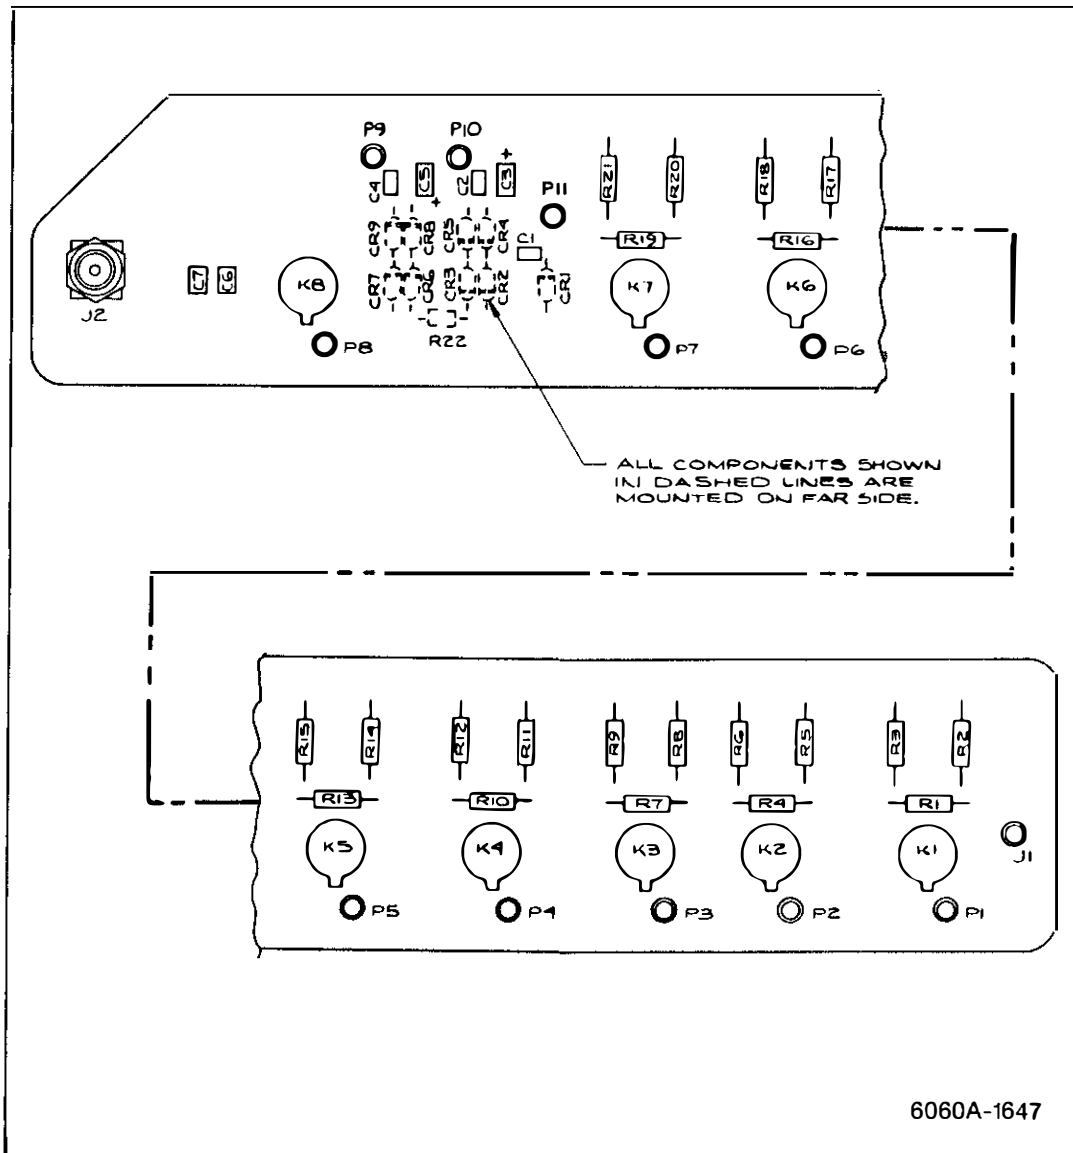 P9
P10
C4
C5
+
C2
C3
+
P11
R21
R20
R18
R17
CR9
CR8
CR5
CR4
C1
R19
R16
J2
C7
C6
K8
CR7
CR6
CR3
CR2
CR1
K7
K6
R22
P8
P7
P6
ALL COMPONENTS SHOWN
IN DASHED LINES ARE
MOUNTED ON FAR SIDE.
R15
R14
R12
R11
R9
R8
R6
R5
R3
R2
R13
R10
R7
R4
R1
K5
K4
K3
K2
K1
J1
P5
P4
P3
P2
P1
6060A-1647